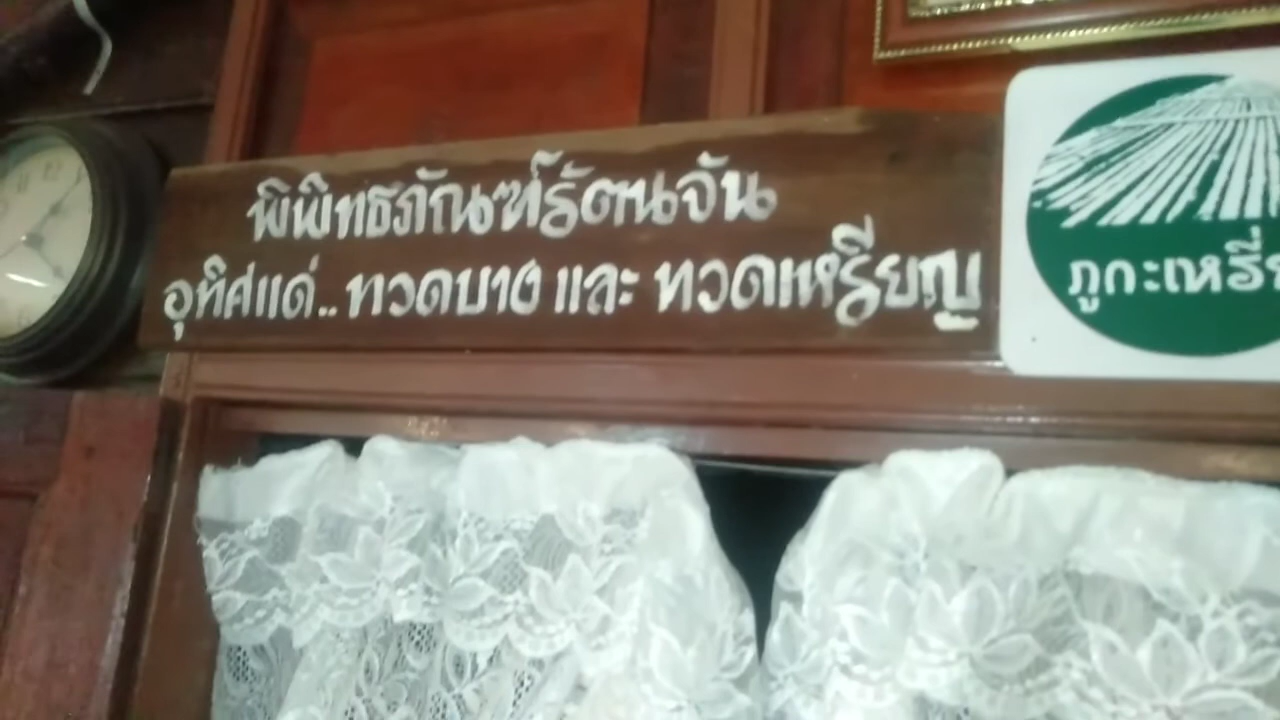 พิพิทธภัณฑ์รัตนจัน
อุทิศแด่..ทวดบาง และ ทวดเหรียญ